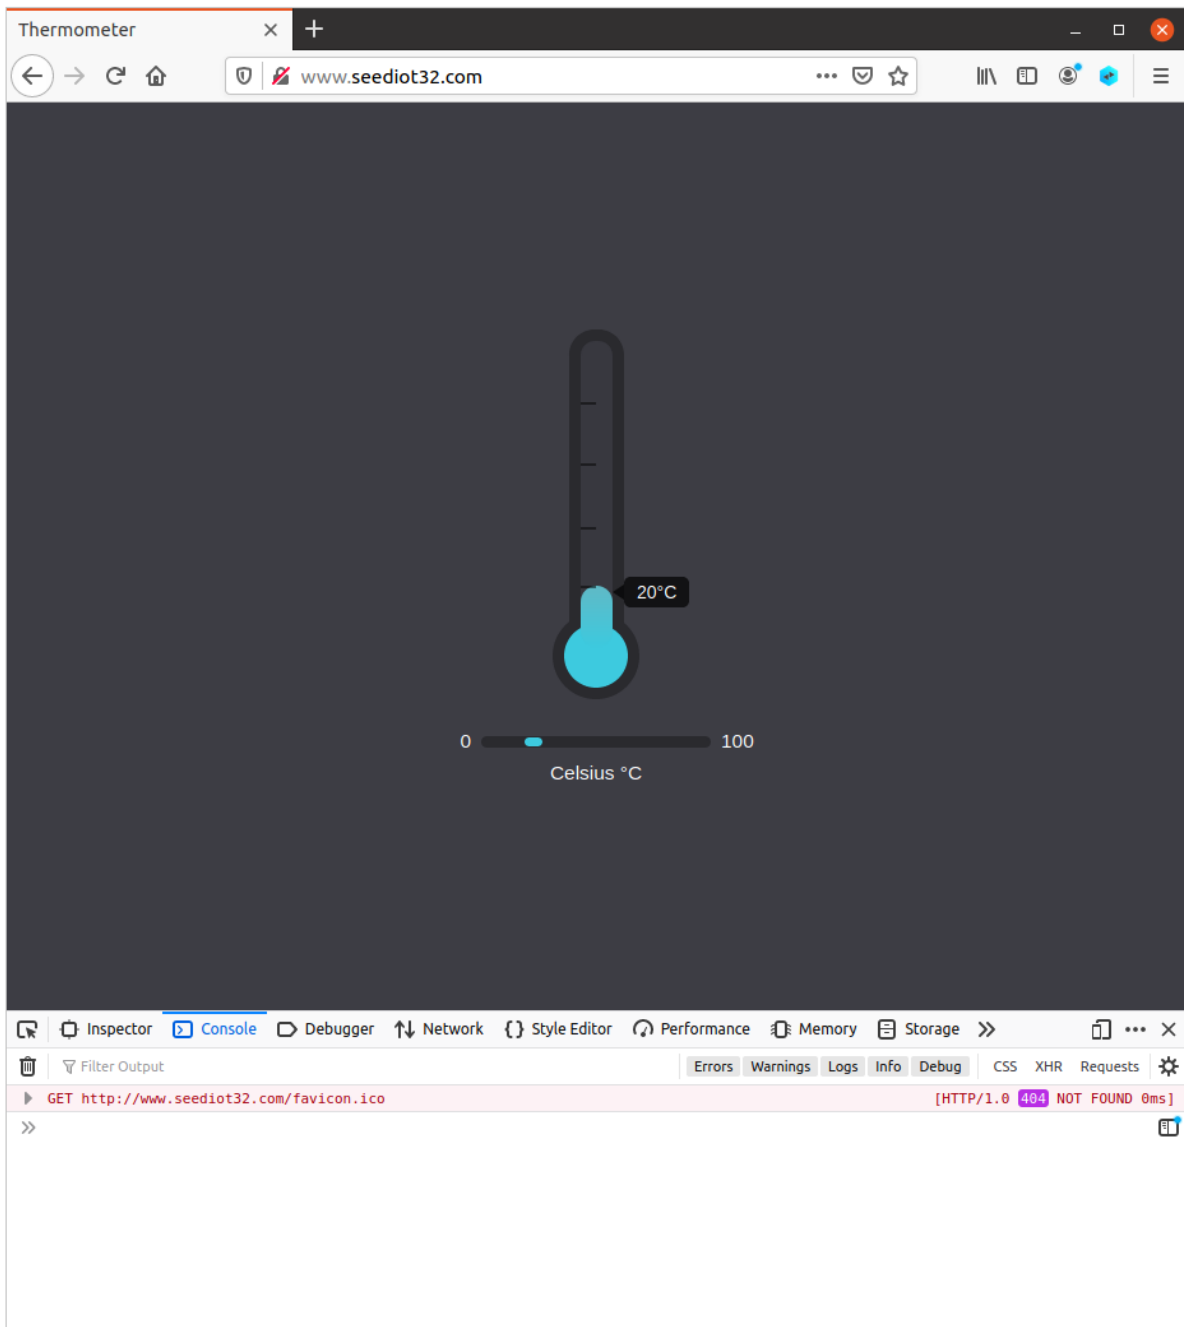 Thermometer
www.seediot32.com
20°C
0 100
Celsius °C
Inspector Console Debugger Network Style Editor Performance Memory Storage
Filter Output Errors Warnings Logs Info Debug CSS XHR Requests
GET http://www.seediot32.com/favicon.ico [HTTP/1.0 404 NOT FOUND 0ms]